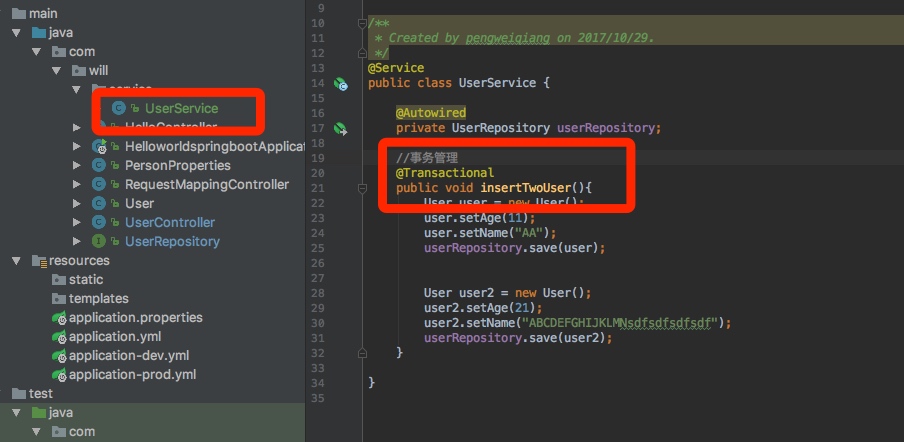 main
java
com
will
service
UserService
HelloController
HelloworldspringbootApplicat
PersonProperties
RequestMappingController
User
UserController
UserRepository
resources
static
templates
application.properties
application.yml
application-dev.yml
application-prod.yml
test
java
com
9
10 /**
11 * Created by pengweiqiang on 2017/10/29.
12 */
13 @Service
14 public class UserService {
15
16 @Autowired
17 private UserRepository userRepository;
18
19 //事务管理
20 @Transactional
21 public void insertTwoUser(){
22 User user = new User();
23 user.setAge(11);
24 user.setName("AA");
25 userRepository.save(user);
26
27
28 User user2 = new User();
29 user2.setAge(21);
30 user2.setName("ABCDEFGHIJKLMNsdfsdfsdfsdf");
31 userRepository.save(user2);
32 }
33
34 }
35